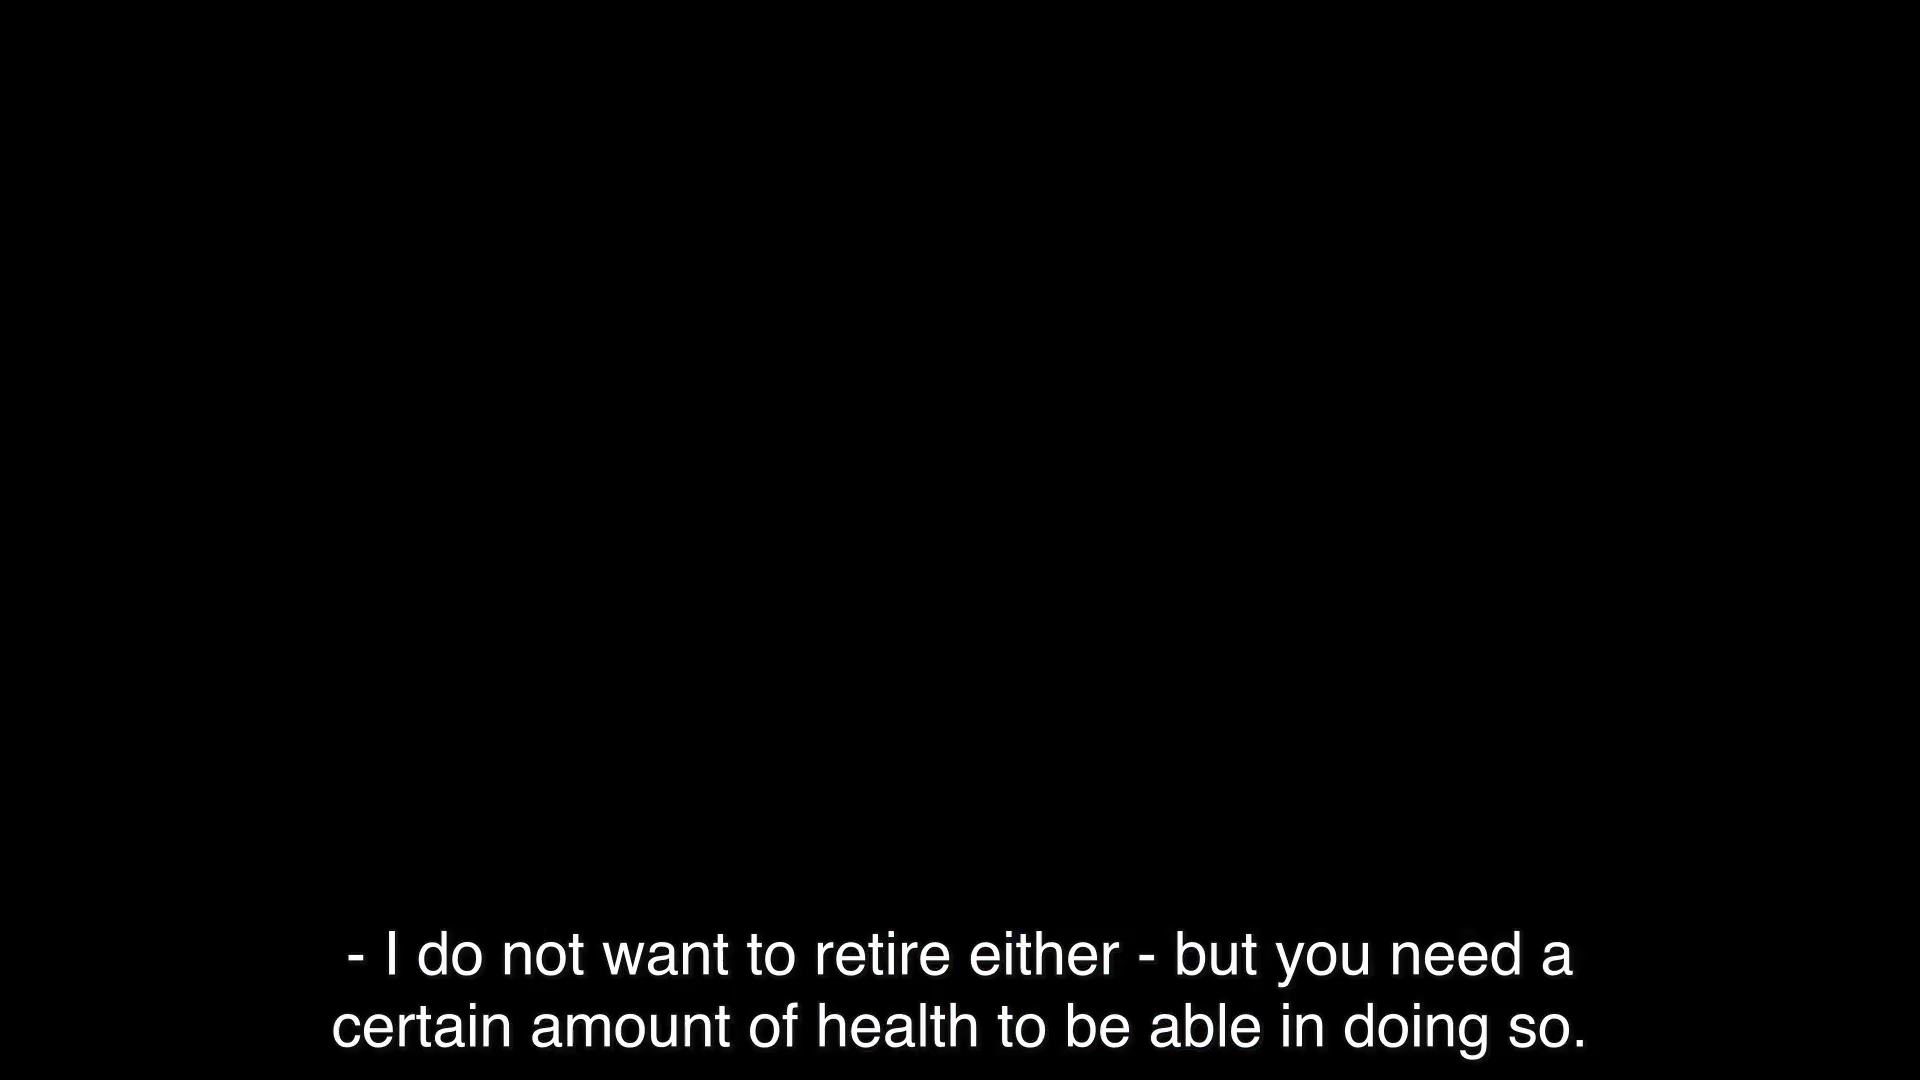 - I do not want to retire either - but you need a
certain amount of health to be able in doing so.